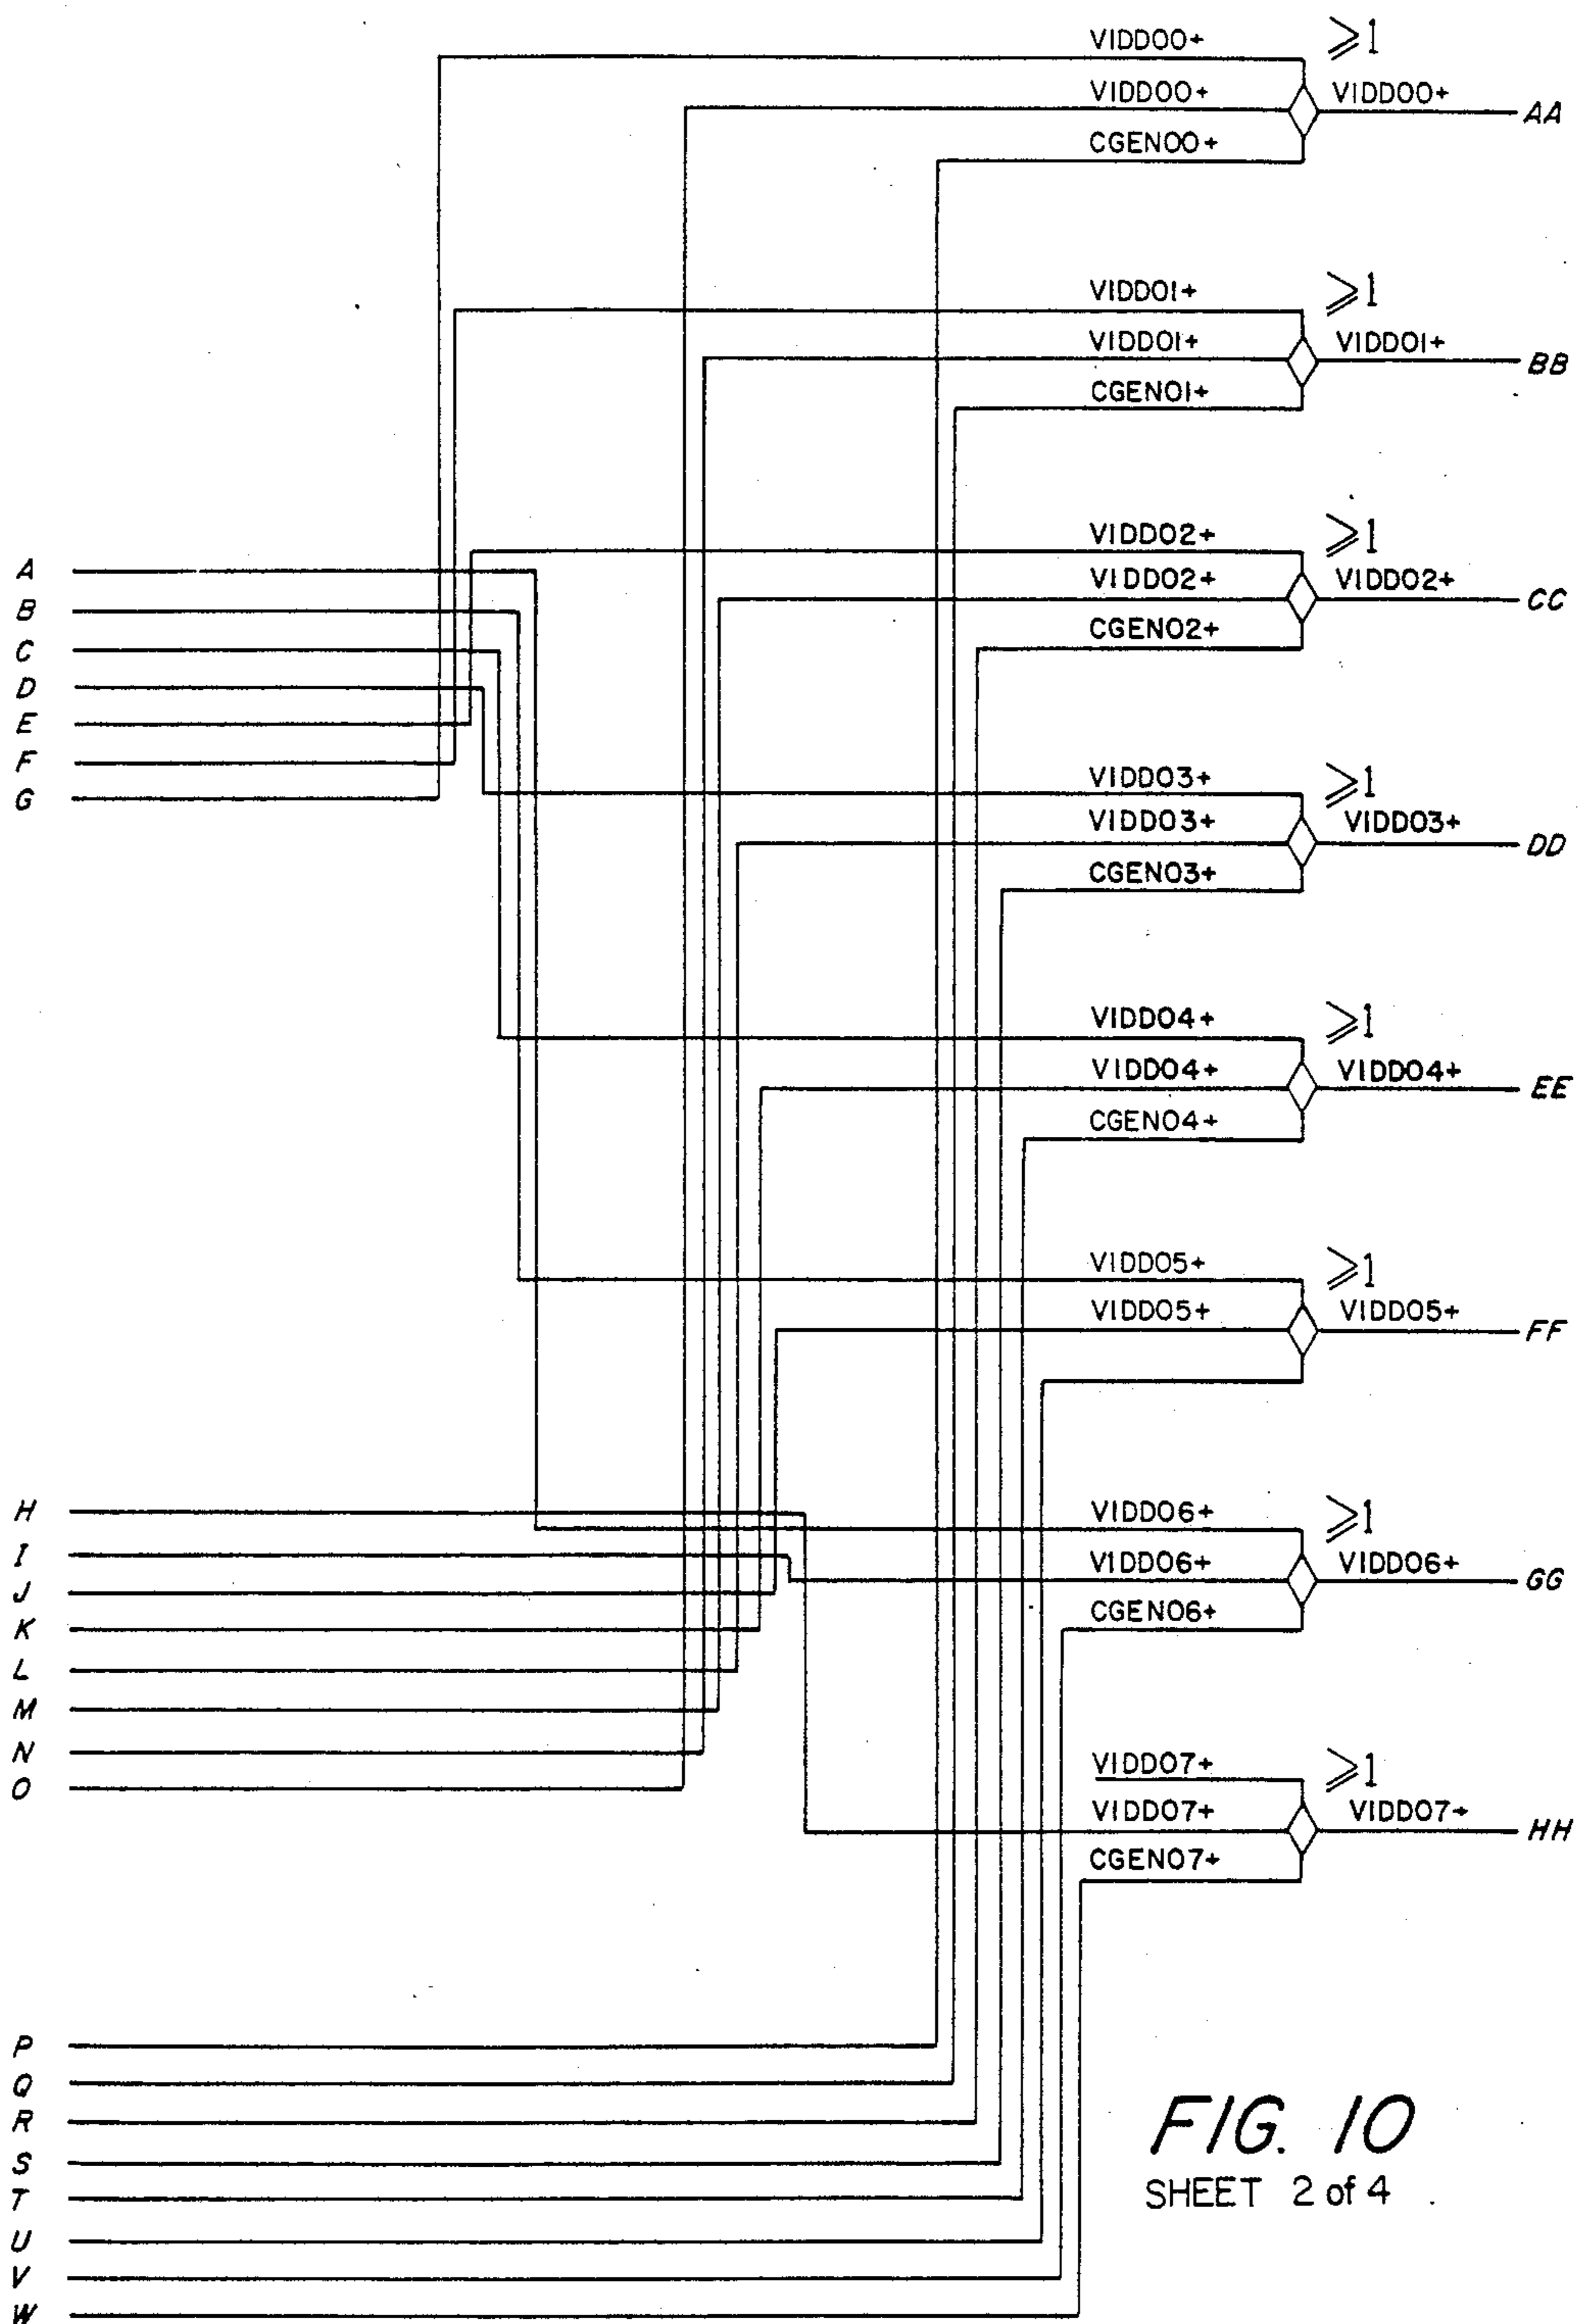 VIDD00+ ≥1
VIDD00+ VIDD00+ AA
CGEN00+
VIDD01+ ≥1
VIDD01+ VIDD01+ BB
CGEN01+
VIDD02+ ≥1
A
VIDD02+ VIDD02+ CC
B
CGEN02+
C
D
E
F
VIDD03+ ≥1
G
VIDD03+ VIDD03+ DD
CGEN03+
VIDD04+ ≥1
VIDD04+ VIDD04+ EE
CGEN04+
VIDD05+ ≥1
VIDD05+ VIDD05+ FF
H
VIDD06+ ≥1
I
VIDD06+ VIDD06+ GG
J
CGEN06+
K
L
M
N
VIDD07+ ≥1
O
VIDD07+ VIDD07+ HH
CGEN07+
P
Q
R
S
T
U
V
W
FIG. 10
SHEET 2 of 4